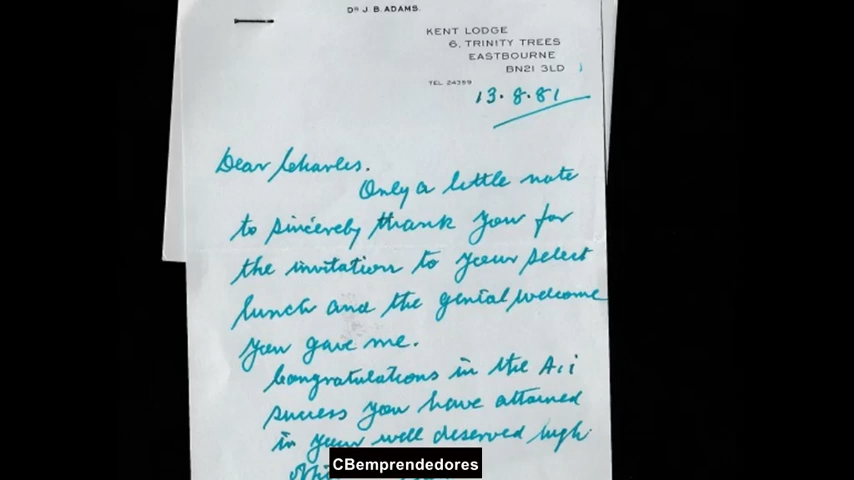 DR J. B. ADAMS.
KENT LODGE
6, TRINITY TREES
EASTBOURNE
BN21 3LD
TEL. 24399
13.8.81
Dear Charles.
Only a little note
to sincerely thank you for
the invitation to your select
lunch and the genial welcome
you gave me.
Congratulations in the A.1.
success you have attained
in your well deserved high
CBemprendedores